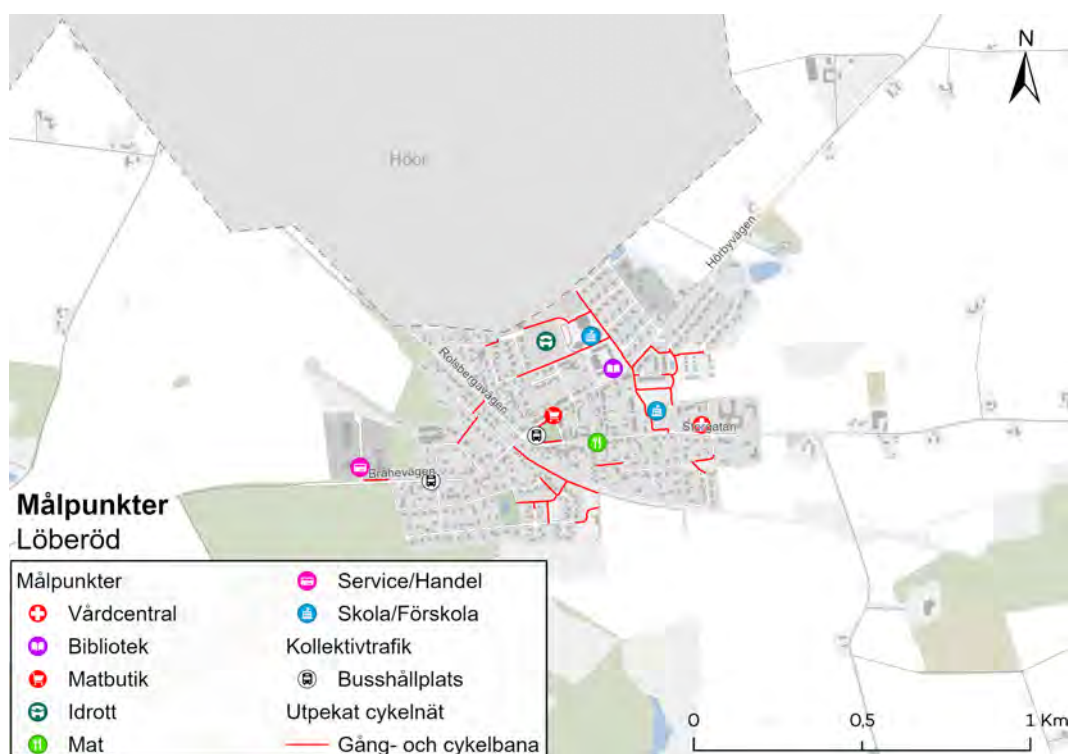 N
Höör
Hörbyvägen
Rolsbergavägen
Storgatan
Brahevägen
Målpunkter
Löberöd
Målpunkter
Vårdcentral
Bibliotek
Matbutik
Idrott
Mat
Service/Handel
Skola/Förskola
Kollektivtrafik
Busshållplats
Utpekat cykelnät
Gång- och cykelbana
0 0,5 1 Km